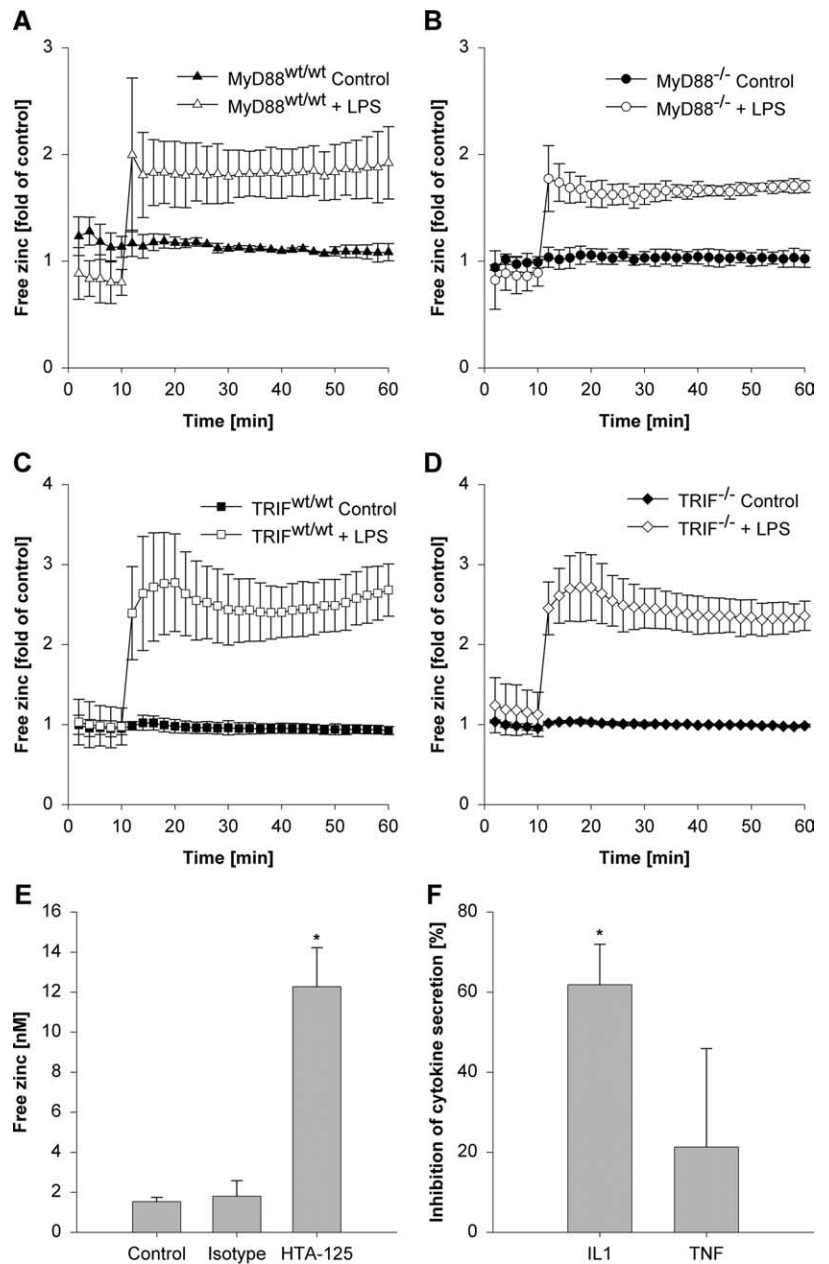 A
3
2
1
0
Free zinc [fold of control]
MyD88wt/wt Control
MyD88wt/wt + LPS
0 10 20 30 40 50 60
Time [min]
B
3
2
1
0
Free zinc [fold of control]
MyD88-/- Control
MyD88-/- + LPS
0 10 20 30 40 50 60
Time [min]
C
4
3
2
1
0
Free zinc [fold of control]
TRIFwt/wt Control
TRIFwt/wt + LPS
0 10 20 30 40 50 60
Time [min]
D
4
3
2
1
0
Free zinc [fold of control]
TRIF-/- Control
TRIF-/- + LPS
0 10 20 30 40 50 60
Time [min]
E
16
14
12
10
8
6
4
2
0
Free zinc [nM]
*
Control Isotype HTA-125
F
80
60
40
20
0
Inhibition of cytokine secretion [%]
*
IL1 TNF